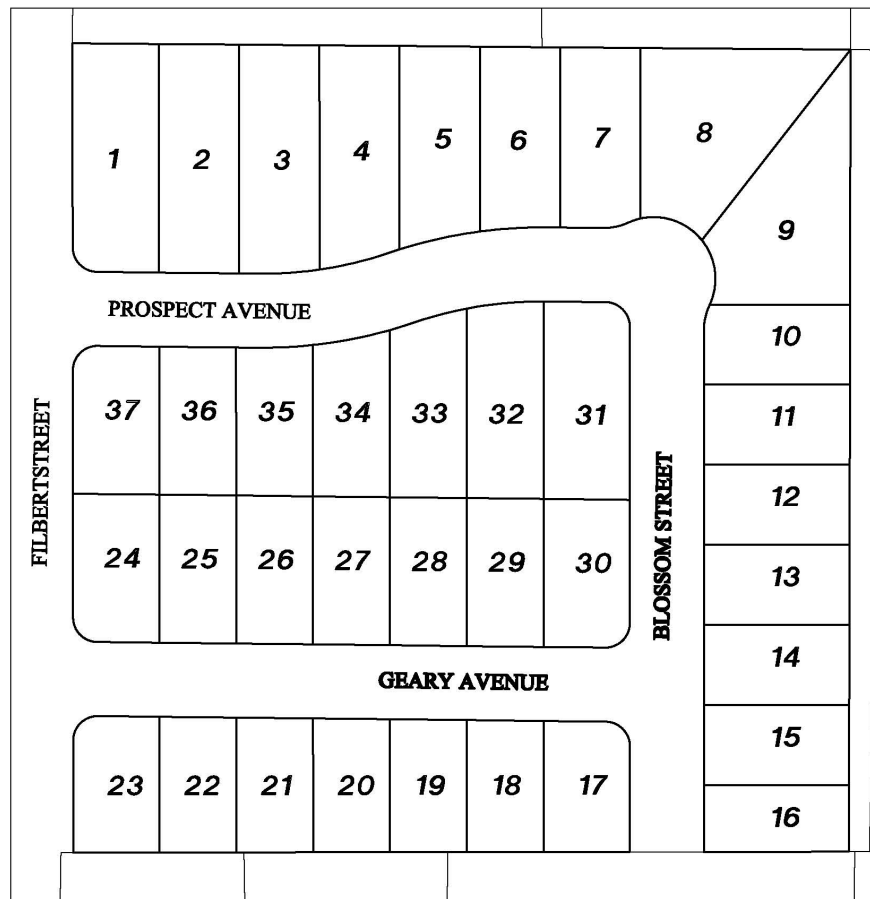 1 2 3 4 5 6 7 8
9
PROSPECT AVENUE
10
37 36 35 34 33 32 31
11
FILBERTSTREET
BLOSSOM STREET
12
24 25 26 27 28 29 30
13
14
GEARY AVENUE
15
23 22 21 20 19 18 17
16